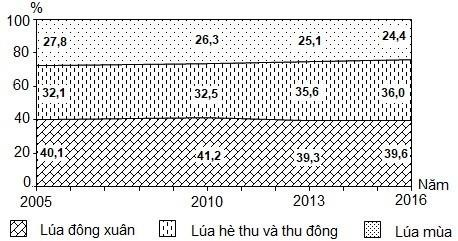 %
100
80
60
40
20
0
27,8 26,3 25,1 24,4
32,1 32,5 35,6 36,0
40,1 41,2 39,3 39,6
2005 2010 2013 2016 Năm
Lúa đông xuân Lúa hè thu và thu đông Lúa mùa